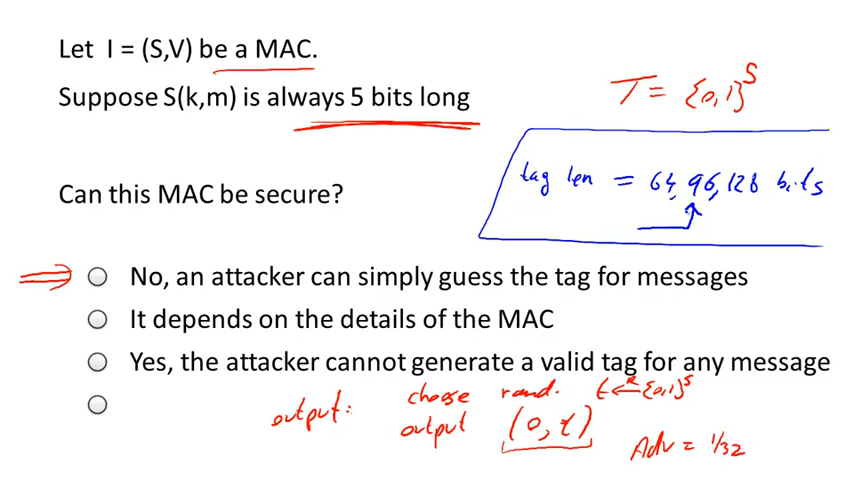 Let I = (S,V) be a MAC.
Suppose S(k,m) is always 5 bits long
T = {0,1}^5
tag len = 64, 96, 128 bits
Can this MAC be secure?
No, an attacker can simply guess the tag for messages
It depends on the details of the MAC
Yes, the attacker cannot generate a valid tag for any message
output: choose rand. t ←^R {0,1}^5
output (0, t)
Adv = 1/32